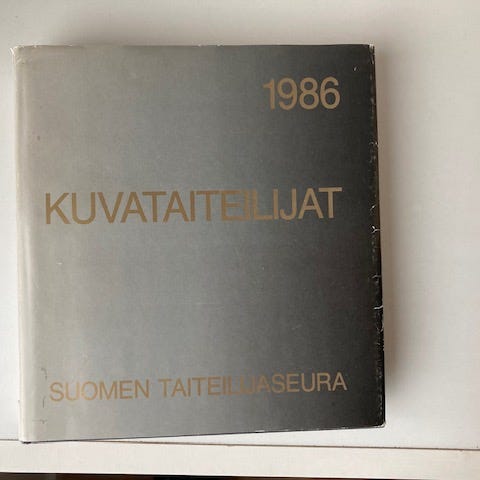 1986
KUVATAITEILIJAT
SUOMEN TAITEILIJASEURA